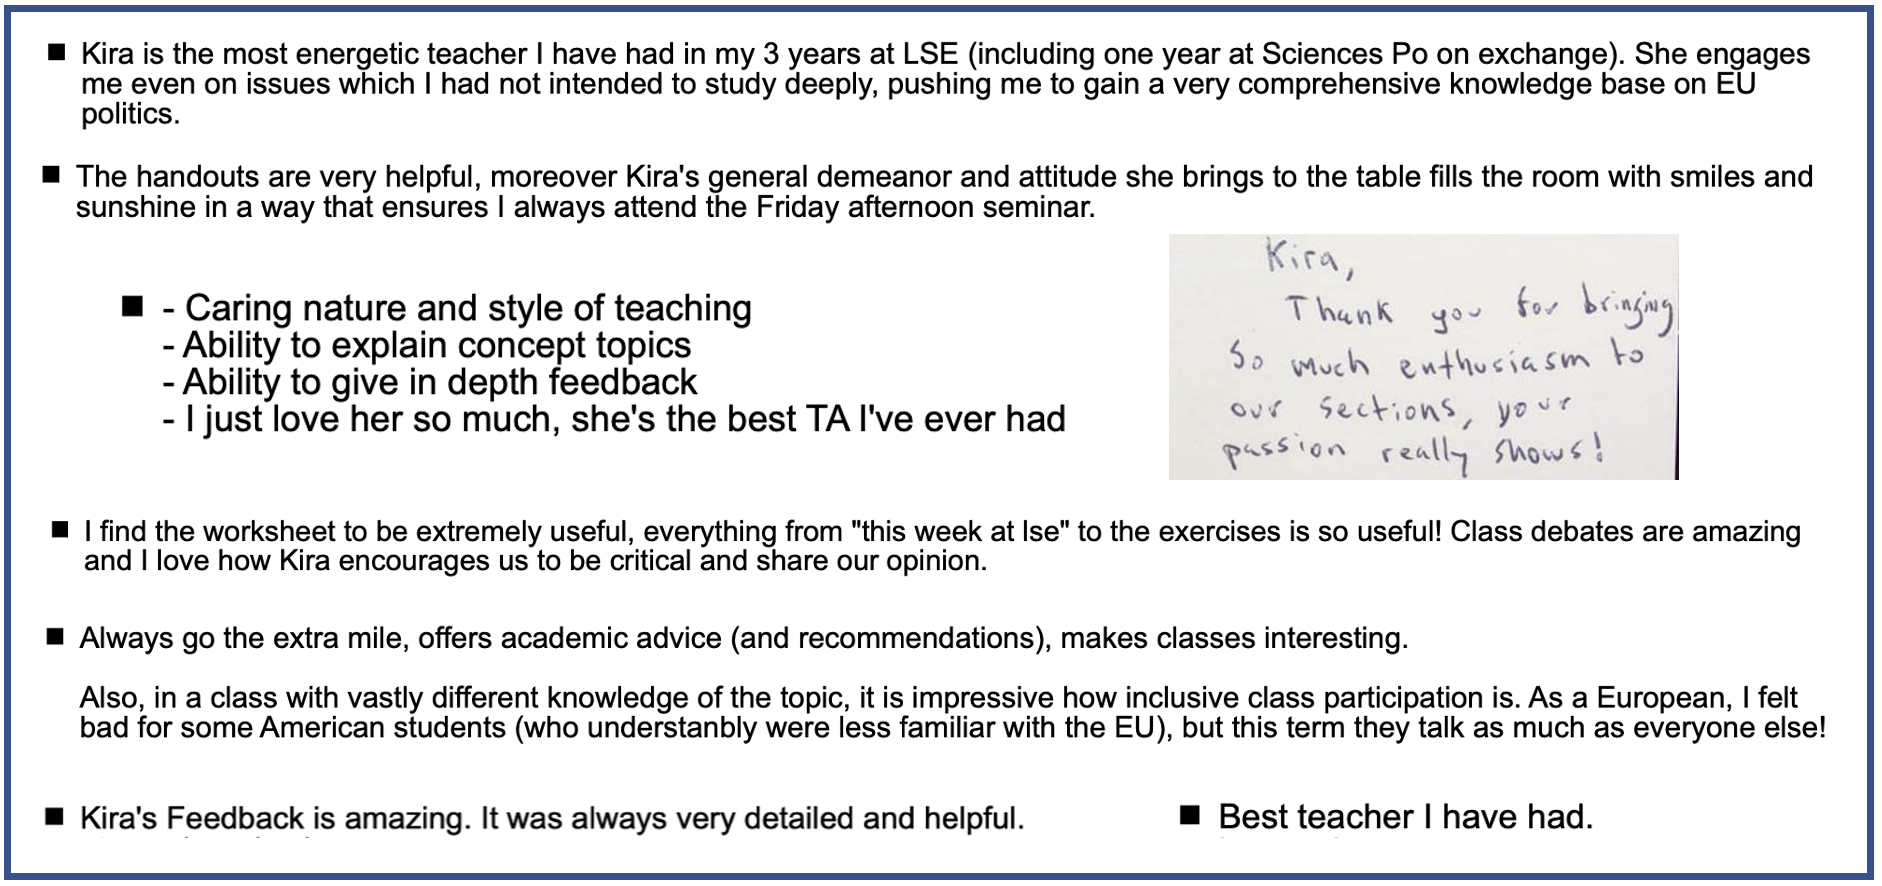 ■ Kira is the most energetic teacher I have had in my 3 years at LSE (including one year at Sciences Po on exchange). She engages
me even on issues which I had not intended to study deeply, pushing me to gain a very comprehensive knowledge base on EU
politics.
■ The handouts are very helpful, moreover Kira's general demeanor and attitude she brings to the table fills the room with smiles and
sunshine in a way that ensures I always attend the Friday afternoon seminar.
■ - Caring nature and style of teaching
- Ability to explain concept topics
- Ability to give in depth feedback
- I just love her so much, she's the best TA I've ever had
Kira,
Thank you for bringing
so much enthusiasm to
our sections, your
passion really shows!
■ I find the worksheet to be extremely useful, everything from "this week at lse" to the exercises is so useful! Class debates are amazing
and I love how Kira encourages us to be critical and share our opinion.
■ Always go the extra mile, offers academic advice (and recommendations), makes classes interesting.
Also, in a class with vastly different knowledge of the topic, it is impressive how inclusive class participation is. As a European, I felt
bad for some American students (who understanbly were less familiar with the EU), but this term they talk as much as everyone else!
■ Kira's Feedback is amazing. It was always very detailed and helpful.
■ Best teacher I have had.